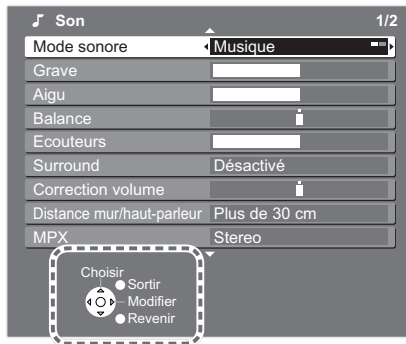 Son 1/2
Mode sonore Musique
Grave
Aigu
Balance
Ecouteurs
Surround Désactivé
Correction volume
Distance mur/haut-parleur Plus de 30 cm
MPX Stereo
Choisir
Sortir
Modifier
Revenir